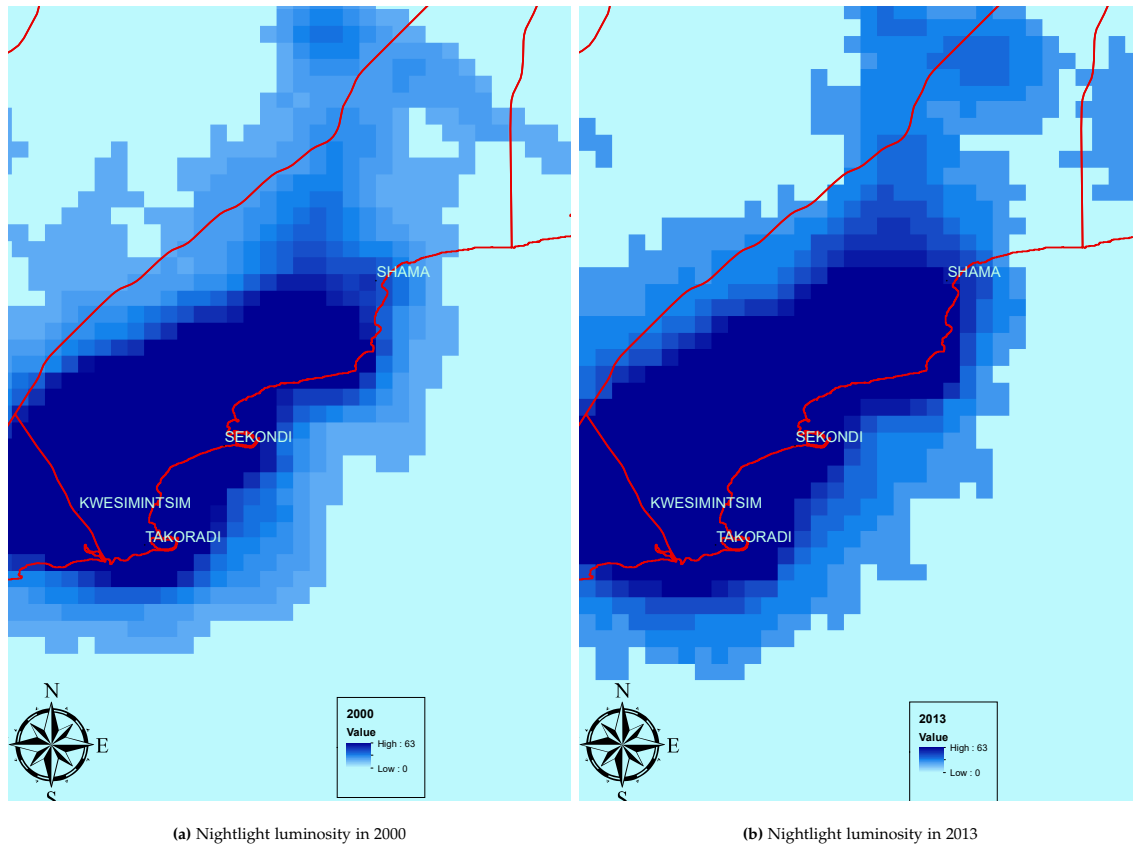 SHAMA
SEKONDI
KWESIMINTSIM
TAKORADI
N
E
S
2000
Value
High : 63
Low : 0
(a) Nightlight luminosity in 2000
SHAMA
SEKONDI
KWESIMINTSIM
TAKORADI
N
E
S
2013
Value
High : 63
Low : 0
(b) Nightlight luminosity in 2013